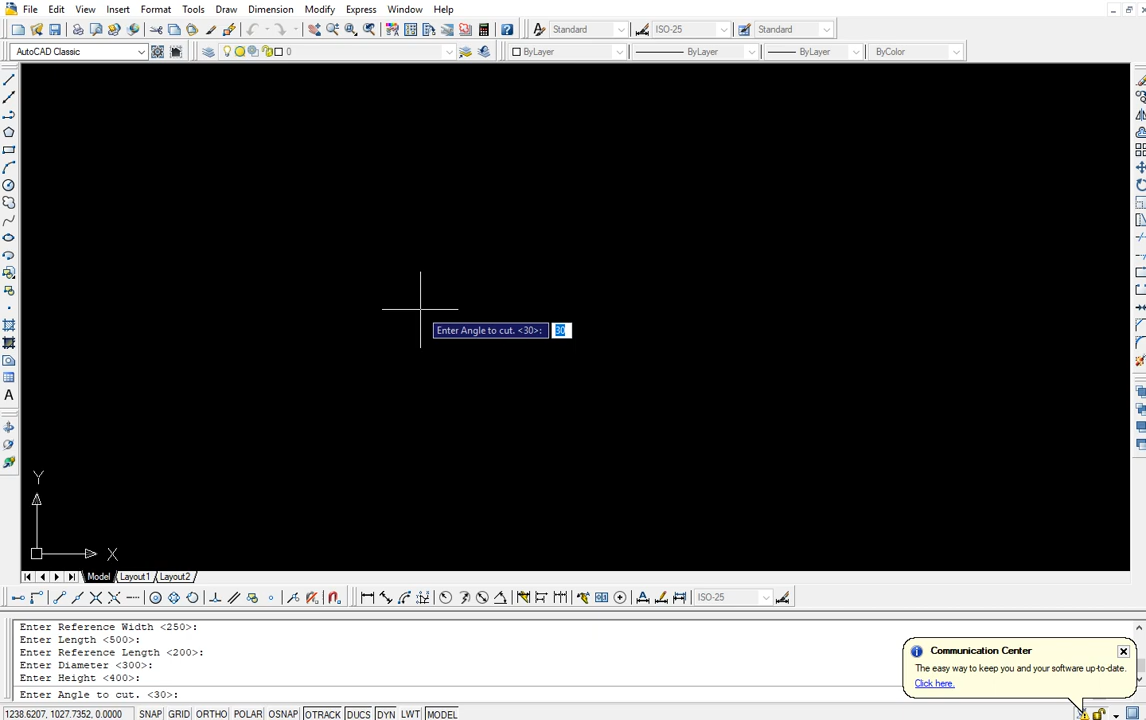 File Edit View Insert Format Tools Draw Dimension Modify Express Window Help
Standard ISO-25 Standard
AutoCAD Classic 0 ByLayer ByLayer ByLayer ByColor
A
Enter Angle to cut. <30>: 30
Y
X
Model Layout1 Layout2
ISO-25
Enter Reference Width <250>:
Enter Length <500>:
Enter Reference Length <200>:
Enter Diameter <300>:
Enter Height <400>:
Enter Angle to cut. <30>:
Communication Center
The easy way to keep you and your software up-to-date.
Click here.
1238.6207, 1027.7352, 0.0000 SNAP GRID ORTHO POLAR OSNAP OTRACK DUCS DYN LWT MODEL